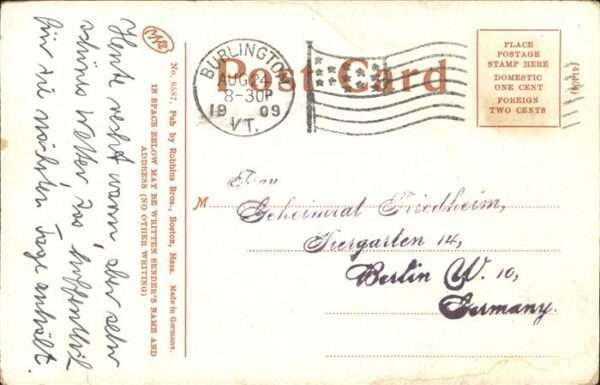 Heute recht warm, aber sehr
schönes Wetter das hoffentlich
für die nächsten Tage anhält.
No. 8587, Pub by Robbins Bros., Boston, Mass. Made in Germany.
IN SPACE BELOW MAY BE WRITTEN SENDER'S NAME AND
ADDRESS (NO OTHER WRITING)
Post Card
BURLINGTON
AUG 24
8-30P
1909
VT.
PLACE
POSTAGE
STAMP HERE
DOMESTIC
ONE CENT
FOREIGN
TWO CENTS
Frau
M Geheimrat Friedheim,
Tiergarten 14,
Berlin W. 10,
Germany.